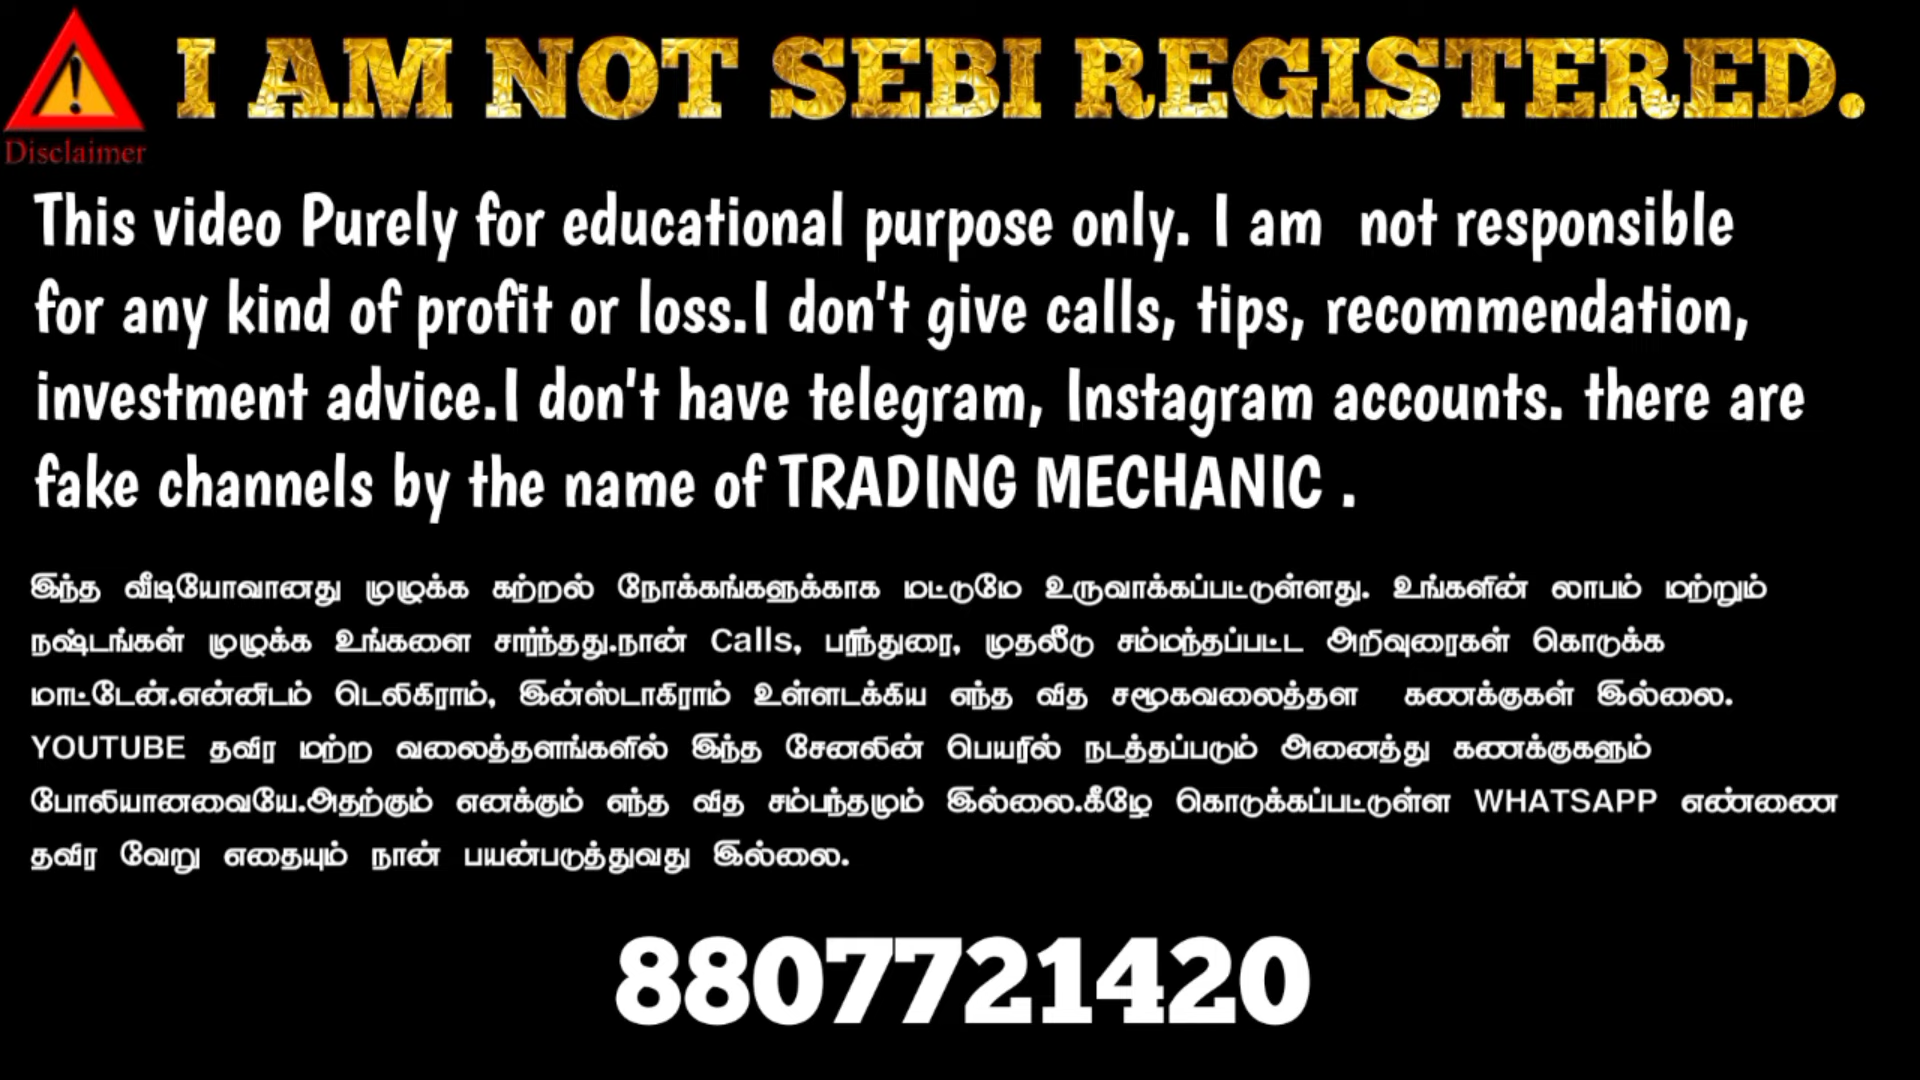 I AM NOT SEBI REGISTERED.
Disclaimer
This video Purely for educational purpose only. I am not responsible
for any kind of profit or loss.I don't give calls, tips, recommendation,
investment advice.I don't have telegram, Instagram accounts. there are
fake channels by the name of TRADING MECHANIC .
இந்த வீடியோவானது முழுக்க கற்றல் நோக்கங்களுக்காக மட்டுமே உருவாக்கப்பட்டுள்ளது. உங்களின் லாபம் மற்றும்
நஷ்டங்கள் முழுக்க உங்களை சார்ந்தது.நான் Calls, பரிந்துரை, முதலீடு சம்மந்தப்பட்ட அறிவுரைகள் கொடுக்க
மாட்டேன்.என்னிடம் டெலிகிராம், இன்ஸ்டாகிராம் உள்ளடக்கிய எந்த வித சமூகவலைத்தள கணக்குகள் இல்லை.
YOUTUBE தவிர மற்ற வலைத்தளங்களில் இந்த சேனலின் பெயரில் நடத்தப்படும் அனைத்து கணக்குகளும்
போலியானவையே.அதற்கும் எனக்கும் எந்த வித சம்பந்தமும் இல்லை.கீழே கொடுக்கப்பட்டுள்ள WHATSAPP எண்ணை
தவிர வேறு எதையும் நான் பயன்படுத்துவது இல்லை.
8807721420